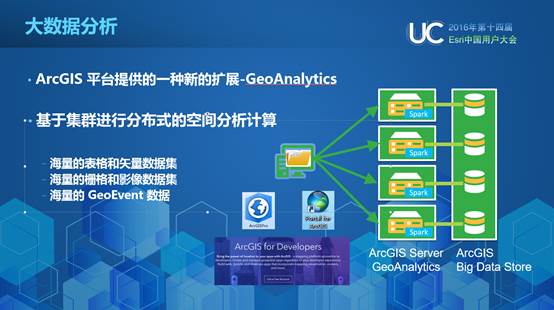 大数据分析
UC
2016年第十四届
Esri中国用户大会
ArcGIS 平台提供的一种新的扩展-GeoAnalytics
基于集群进行分布式的空间分析计算
– 海量的表格和矢量数据集
– 海量的栅格和影像数据集
– 海量的 GeoEvent 数据
Spark
Spark
Spark
Spark
ArcGISPro
Portal for
ArcGIS
ArcGIS for Developers
ArcGIS Server
GeoAnalytics
ArcGIS
Big Data Store